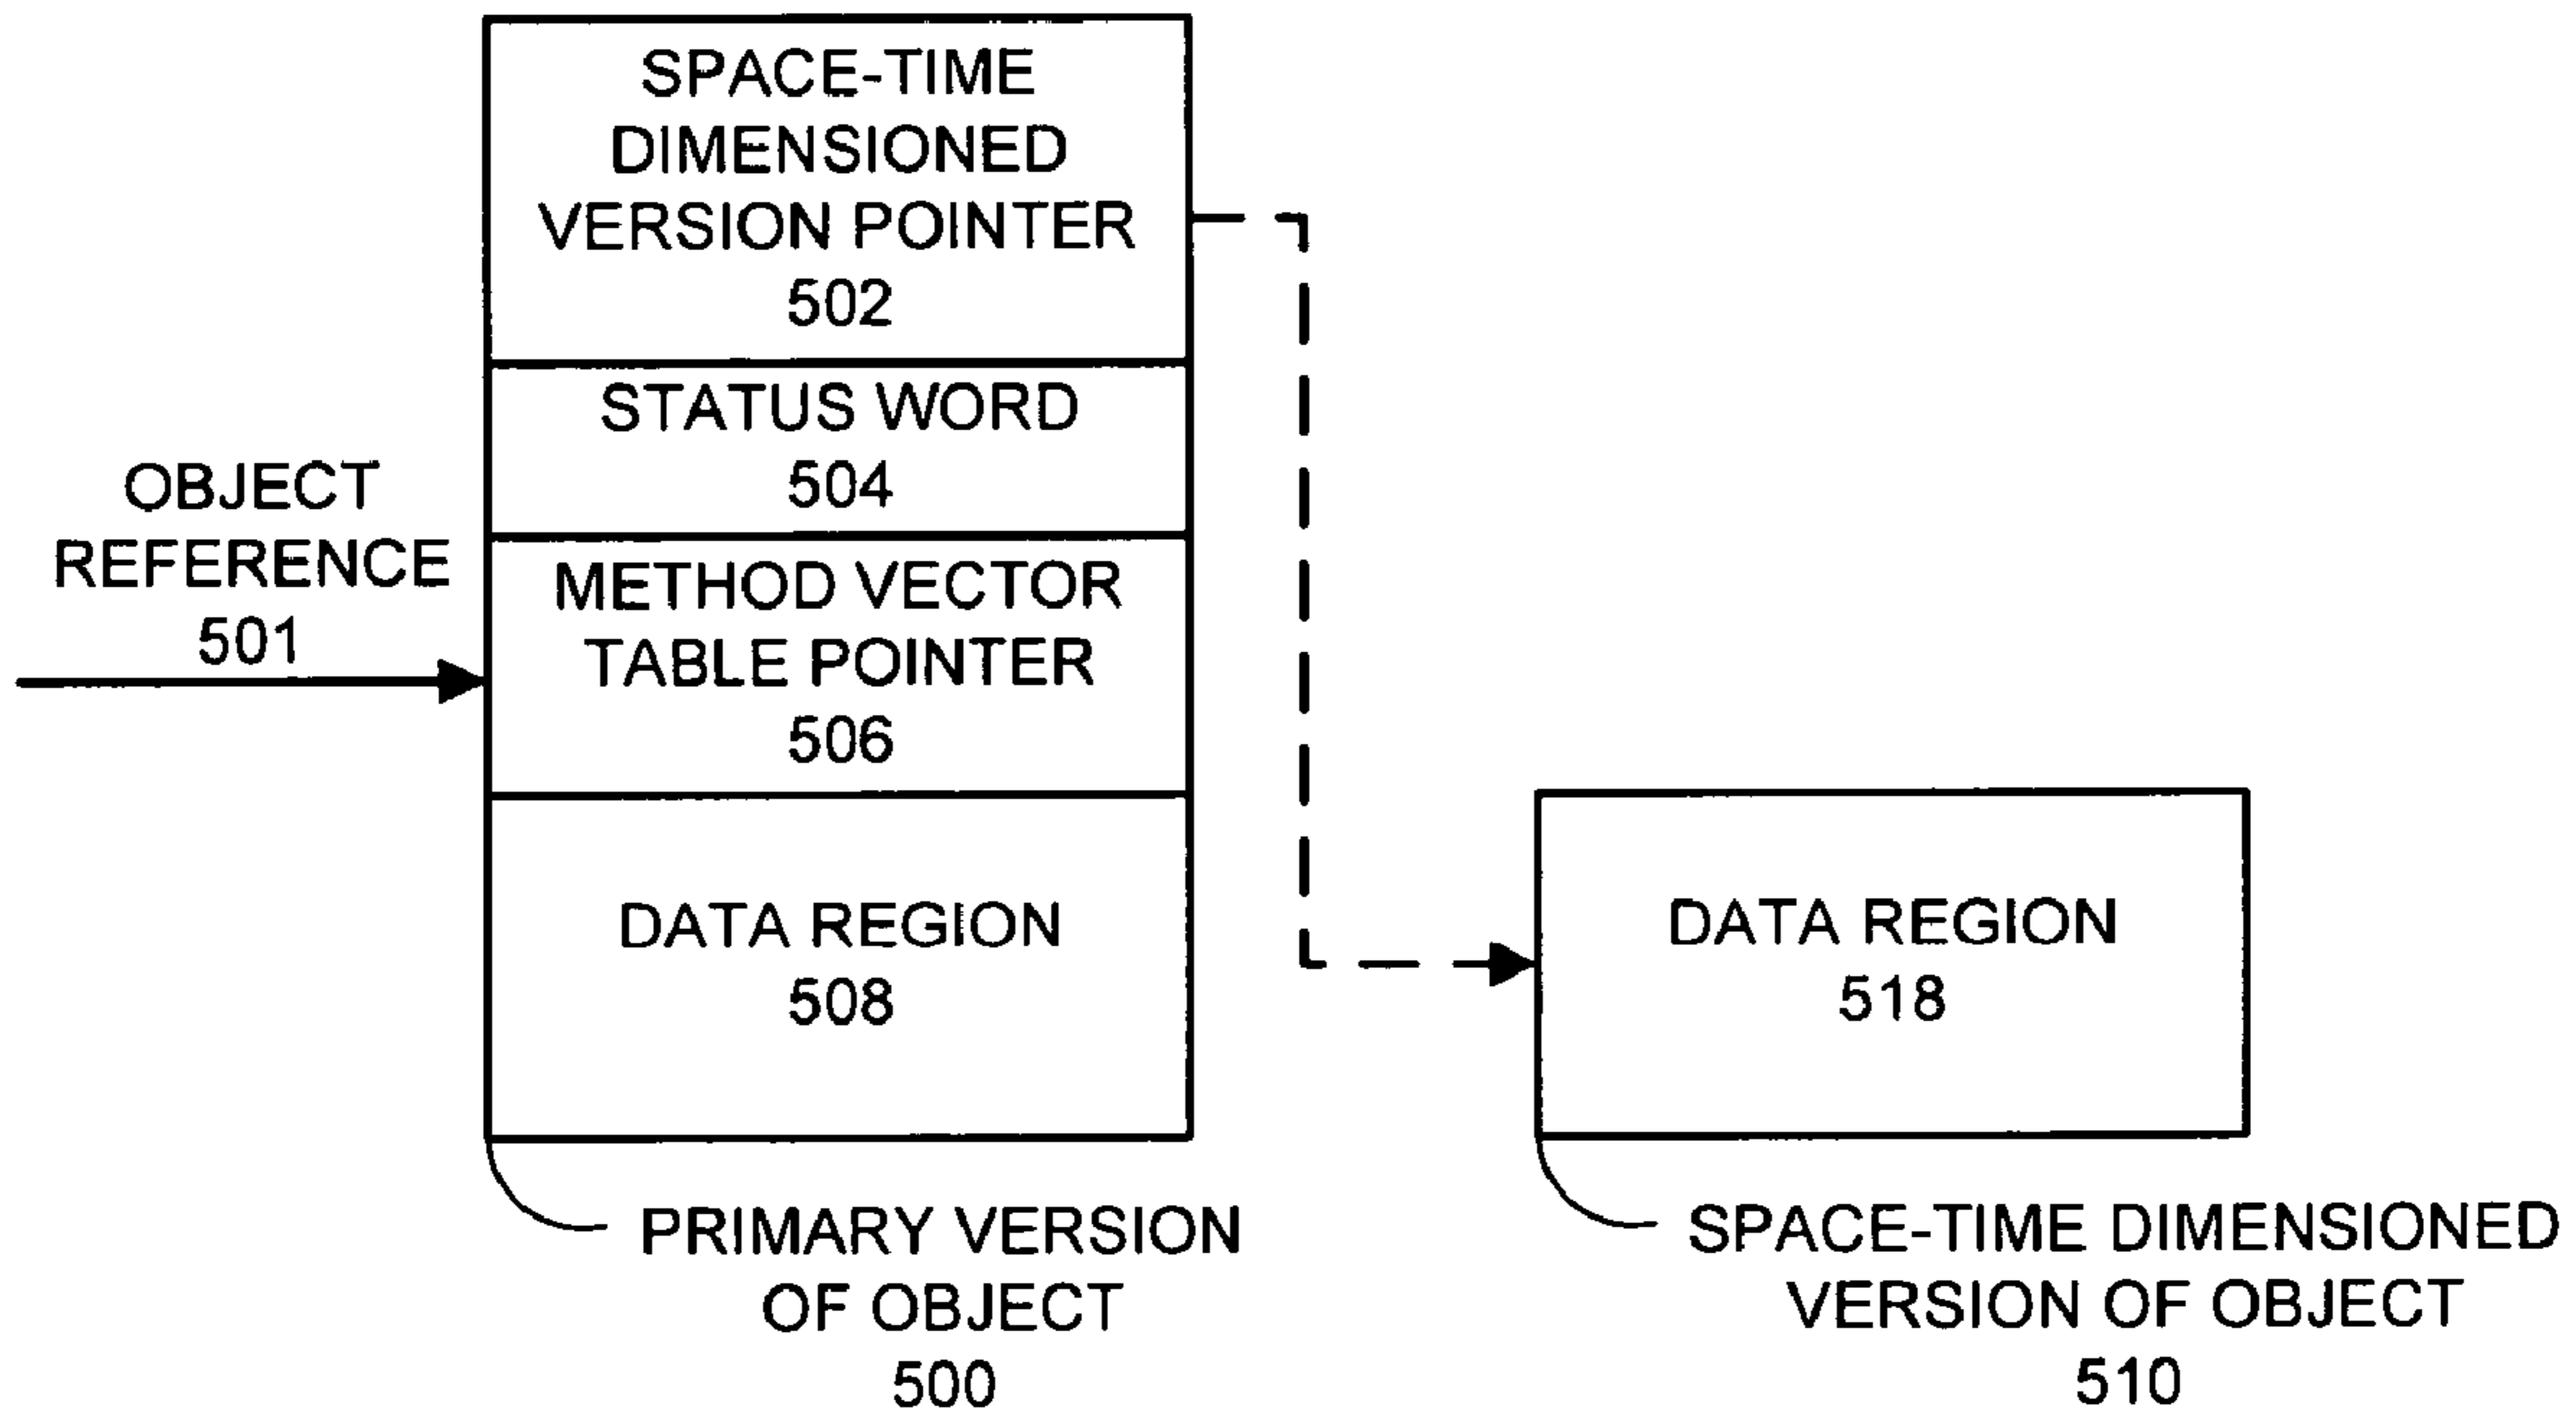 SPACE-TIME
DIMENSIONED
VERSION POINTER
502
STATUS WORD
504
OBJECT
REFERENCE
501
METHOD VECTOR
TABLE POINTER
506
DATA REGION
508
DATA REGION
518
PRIMARY VERSION
OF OBJECT
500
SPACE-TIME DIMENSIONED
VERSION OF OBJECT
510